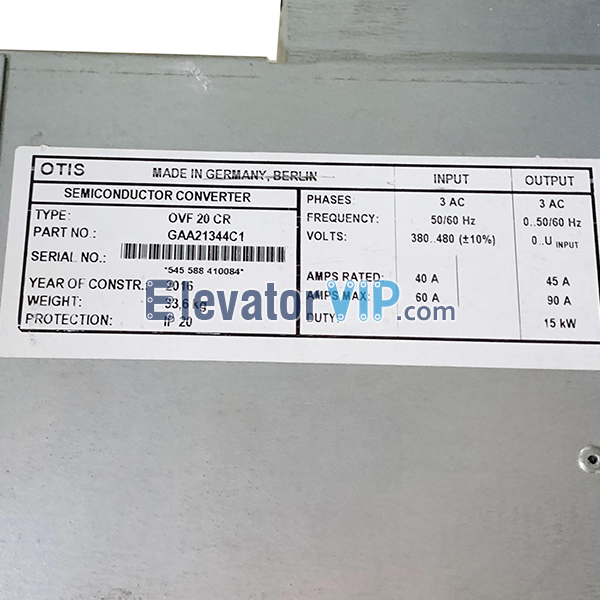 OTIS MADE IN GERMANY, BERLIN INPUT OUTPUT
SEMICONDUCTOR CONVERTER
TYPE: OVF 20 CR
PART NO.: GAA21344C1
SERIAL NO.:
*545 588 410084*
YEAR OF CONSTR.: 2016
WEIGHT: 33,6 kg
PROTECTION: IP 20
PHASES: 3 AC 3 AC
FREQUENCY: 50/60 Hz 0..50/60 Hz
VOLTS: 380..480 (±10%) 0..U INPUT
AMPS RATED: 40 A 45 A
AMPS MAX: 60 A 90 A
DUTY: 15 kW
ElevatorVIP.com